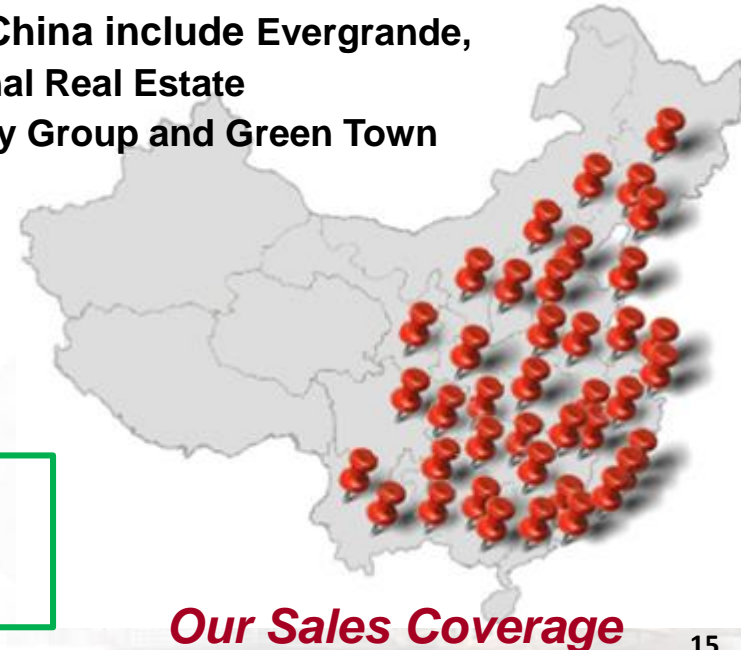 China include Evergrande,
al Real Estate
y Group and Green Town
Our Sales Coverage
15